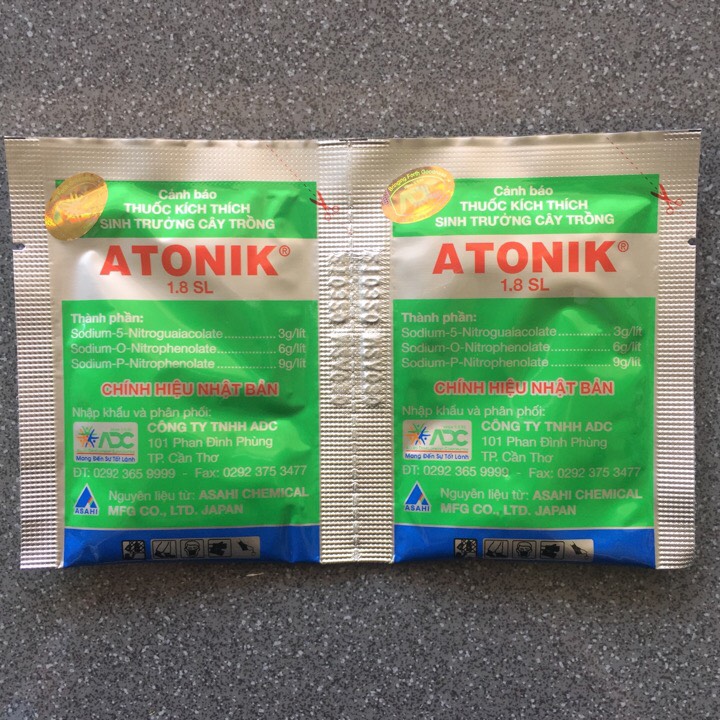 Cảnh báo
THUỐC KÍCH THÍCH
SINH TRƯỞNG CÂY TRỒNG
ATONIK®
1.8 SL
Thành phần:
Sodium-5-Nitroguaiacolate............3g/lít
Sodium-O-Nitrophenolate............6g/lít
Sodium-P-Nitrophenolate............9g/lít
CHÍNH HIỆU NHẬT BẢN
Nhập khẩu và phân phối:
CÔNG TY TNHH ADC
101 Phan Đình Phùng
TP. Cần Thơ
ADC
Mang Đến Sự Tốt Lành
ĐT: 0292 365 9999 - Fax: 0292 375 3477
Nguyên liệu từ: ASAHI CHEMICAL
MFG CO., LTD. JAPAN
ASAHI
Bringing Forth
Cảnh báo
THUỐC KÍCH THÍCH
SINH TRƯỞNG CÂY TRỒNG
ATONIK®
1.8 SL
Thành phần:
Sodium-5-Nitroguaiacolate............3g/lít
Sodium-O-Nitrophenolate............6g/lít
Sodium-P-Nitrophenolate............9g/lít
CHÍNH HIỆU NHẬT BẢN
Nhập khẩu và phân phối:
CÔNG TY TNHH ADC
101 Phan Đình Phùng
TP. Cần Thơ
ADC
Mang Đến Sự Tốt Lành
ĐT: 0292 365 9999 - Fax: 0292 375 3477
Nguyên liệu từ: ASAHI CHEMICAL
MFG CO., LTD. JAPAN
ASAHI